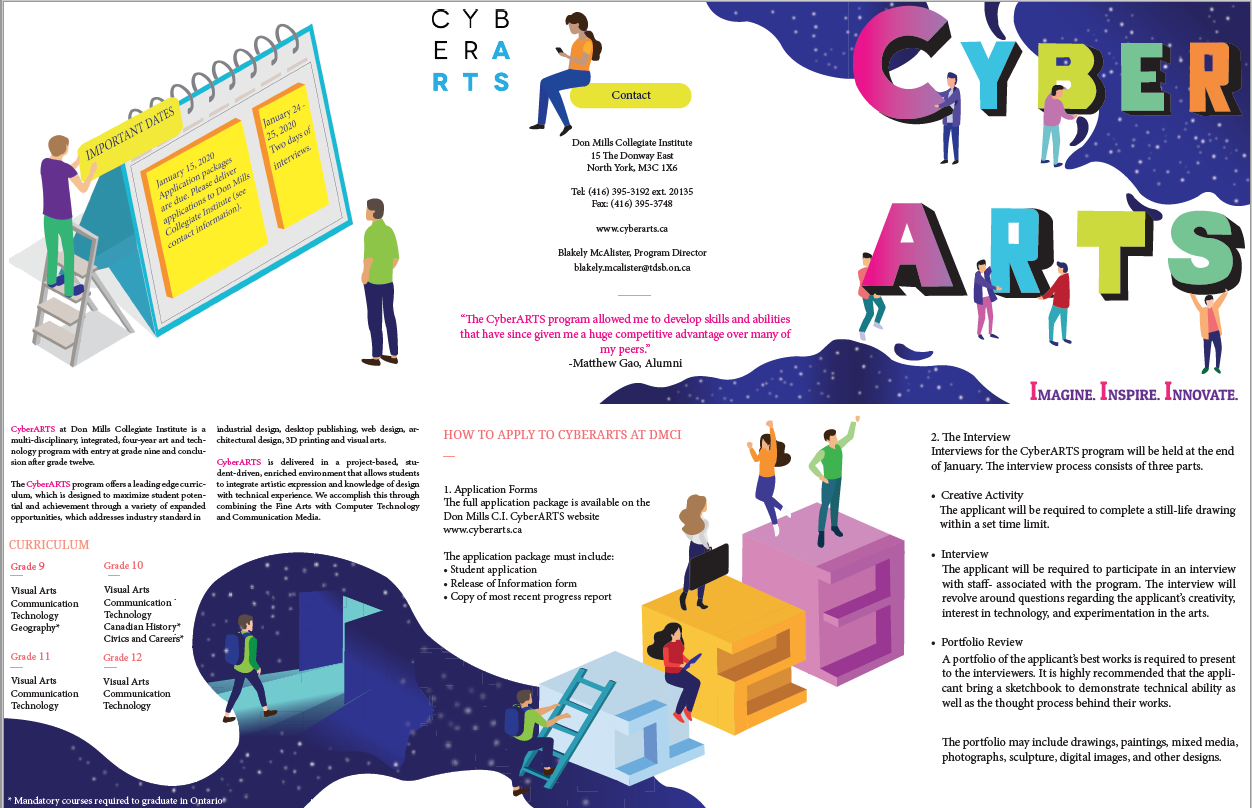 IMPORTANT DATES
January 15, 2020
Application packages
are due. Please deliver
applications to Don Mills
Collegiate Institute (see
contact information).
January 24 -
25, 2020
Two days of
interviews.
CYB
ERA
RTS
Contact
Don Mills Collegiate Institute
15 The Donway East
North York, M3C 1X6
Tel: (416) 395-3192 ext. 20135
Fax: (416) 395-3748
www.cyberarts.ca
Blakely McAlister, Program Director
blakely.mcalister@tdsb.on.ca
“The CyberARTS program allowed me to develop skills and abilities
that have since given me a huge competitive advantage over many of
my peers.”
-Matthew Gao, Alumni
CYBER
ARTS
IMAGINE. INSPIRE. INNOVATE.
CyberARTS at Don Mills Collegiate Institute is a
multi-disciplinary, integrated, four-year art and tech-
nology program with entry at grade nine and conclu-
sion after grade twelve.
The CyberARTS program offers a leading edge curric-
ulum, which is designed to maximize student poten-
tial and achievement through a variety of expanded
opportunities, which addresses industry standard in
industrial design, desktop publishing, web design, ar-
chitectural design, 3D printing and visual arts.
CyberARTS is delivered in a project-based, stu-
dent-driven, enriched environment that allows students
to integrate artistic expression and knowledge of design
with technical experience. We accomplish this through
combining the Fine Arts with Computer Technology
and Communication Media.
CURRICULUM
Grade 9
Visual Arts
Communication
Technology
Geography*
Grade 10
Visual Arts
Communication
Technology
Canadian History*
Civics and Careers*
Grade 11
Visual Arts
Communication
Technology
Grade 12
Visual Arts
Communication
Technology
* Mandatory courses required to graduate in Ontario
HOW TO APPLY TO CYBERARTS AT DMCI
1. Application Forms
The full application package is available on the
Don Mills C.I. CyberARTS website
www.cyberarts.ca
The application package must include:
• Student application
• Release of Information form
• Copy of most recent progress report
1
2
3
2. The Interview
Interviews for the CyberARTS program will be held at the end
of January. The interview process consists of three parts.
• Creative Activity
The applicant will be required to complete a still-life drawing
within a set time limit.
• Interview
The applicant will be required to participate in an interview
with staff- associated with the program. The interview will
revolve around questions regarding the applicant's creativity,
interest in technology, and experimentation in the arts.
• Portfolio Review
A portfolio of the applicant's best works is required to present
to the interviewers. It is highly recommended that the appli-
cant bring a sketchbook to demonstrate technical ability as
well as the thought process behind their works.
The portfolio may include drawings, paintings, mixed media,
photographs, sculpture, digital images, and other designs.